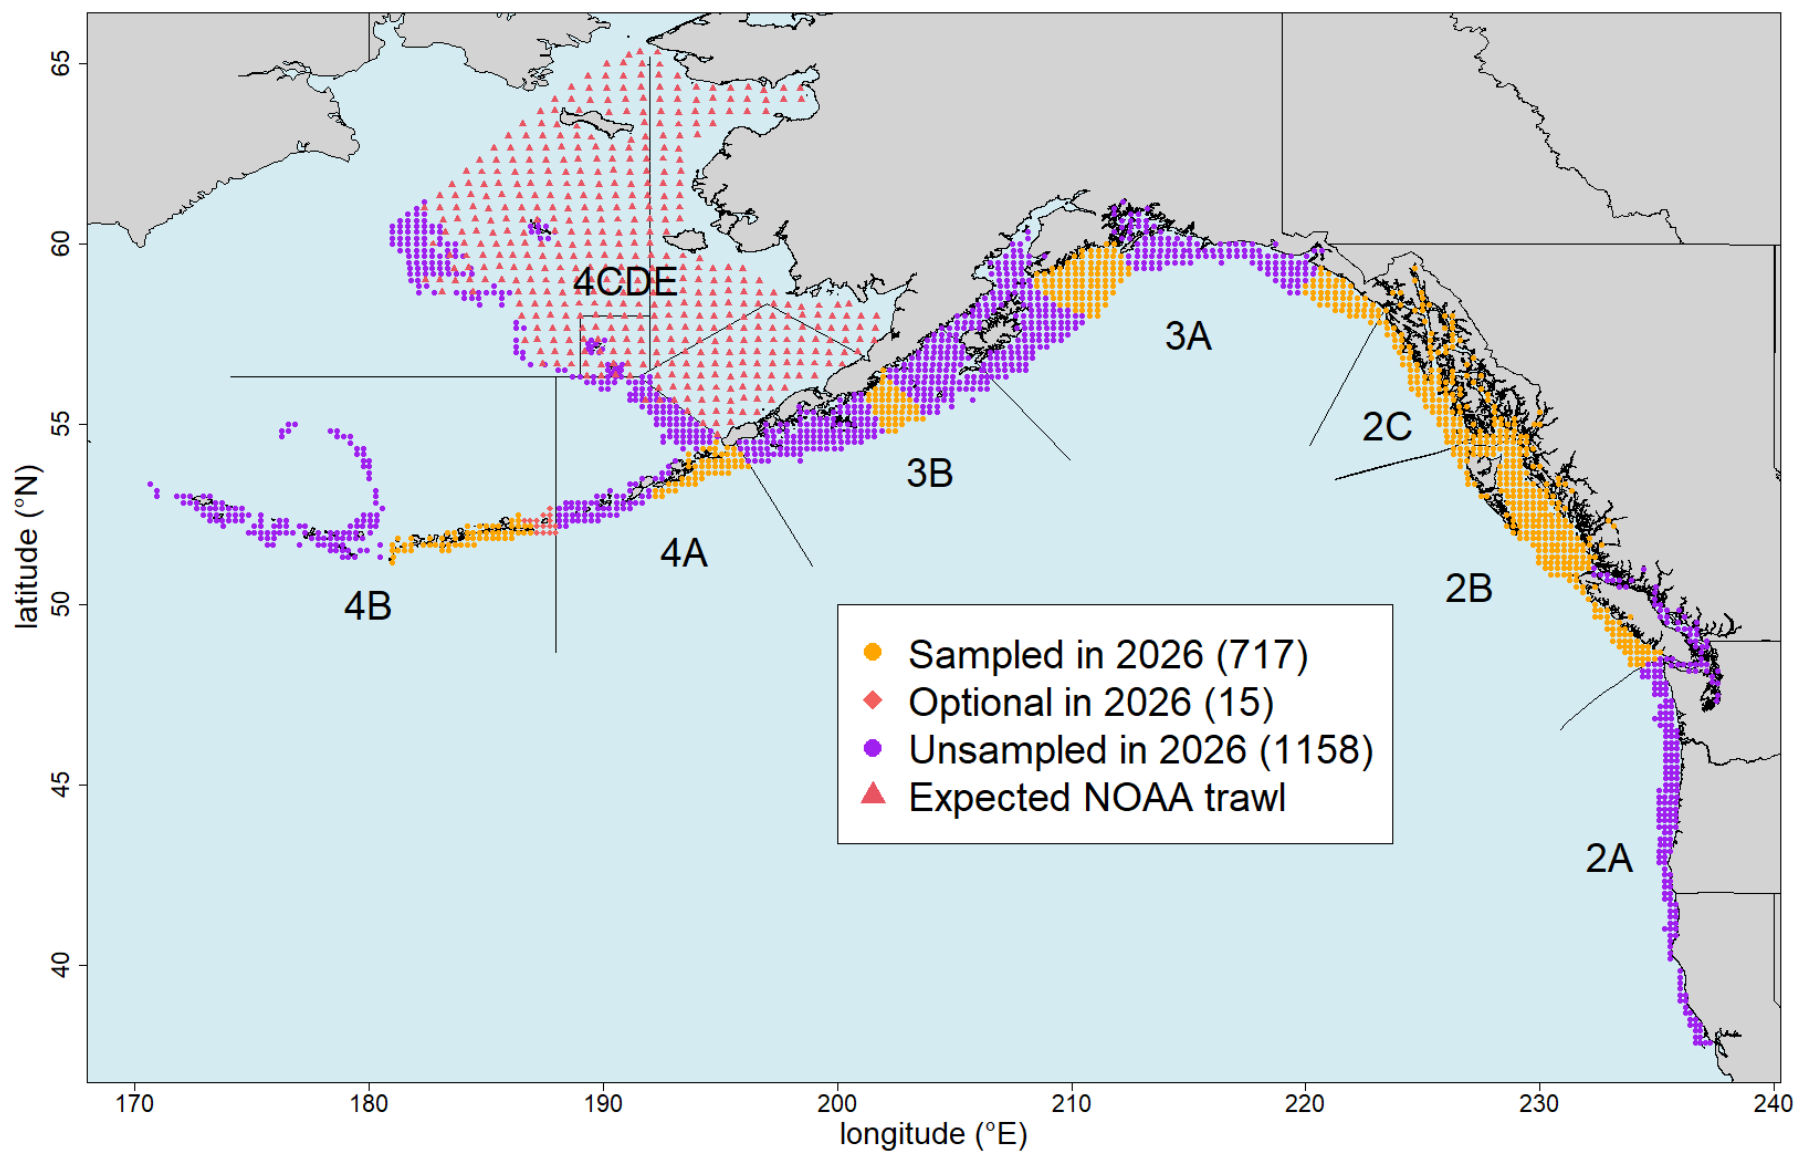 65
60
55
50
45
40
latitude (°N)
4CDE
3A
2C
3B
4A
2B
4B
2A
Sampled in 2026 (717)
Optional in 2026 (15)
Unsampled in 2026 (1158)
Expected NOAA trawl
170
180
190
200
210
220
230
240
longitude (°E)